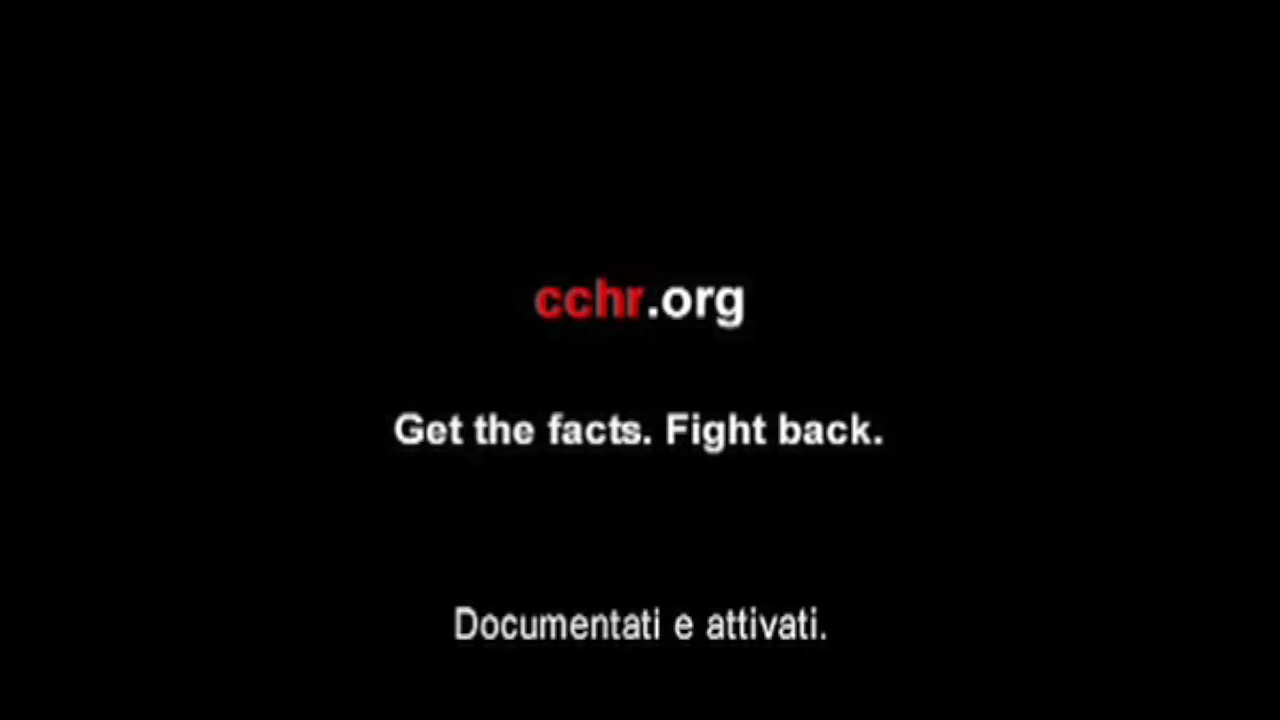 cchr.org
Get the facts. Fight back.
Documentati e attivati.